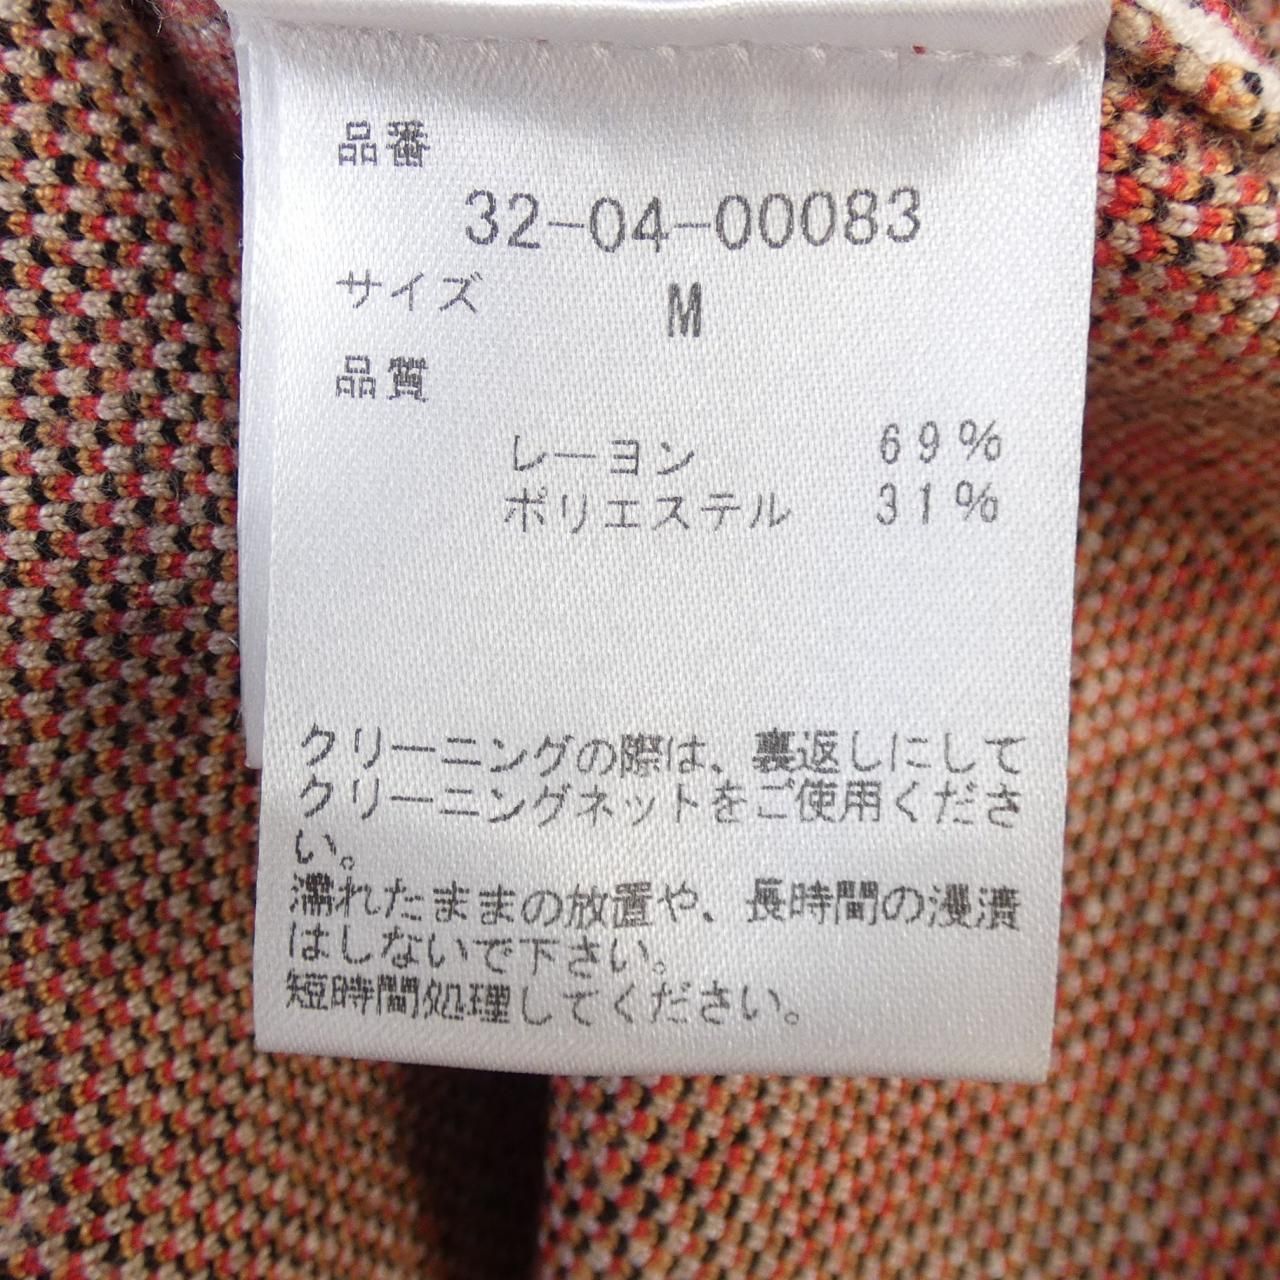 品番
32-04-00083
サイズ M
品質
レーヨン 69%
ポリエステル 31%
クリーニングの際は、裏返しにして
クリーニングネットをご使用くださ
い。
濡れたままの放置や、長時間の浸漬
はしないで下さい。
短時間処理してください。